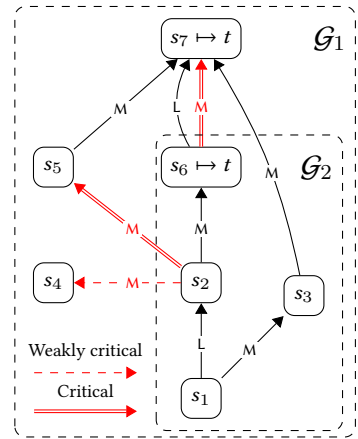 s₇ ↦ t
𝒢₁
M
L
M
s₅
s₆ ↦ t
𝒢₂
M
M
M
s₄
M
s₂
s₃
Weakly critical
L
M
Critical
s₁